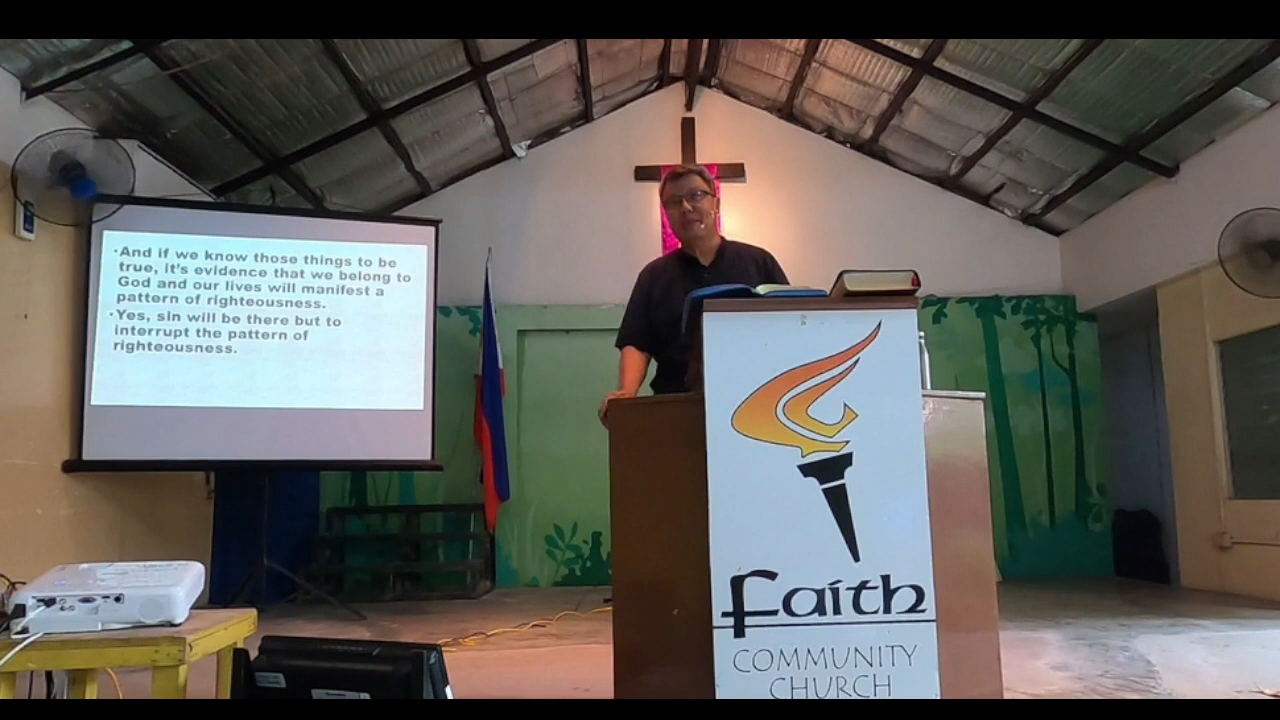 ·And if we know those things to be
true, it's evidence that we belong to
God and our lives will manifest a
pattern of righteousness.
·Yes, sin will be there but to
interrupt the pattern of
righteousness.
Faith
COMMUNITY
CHURCH